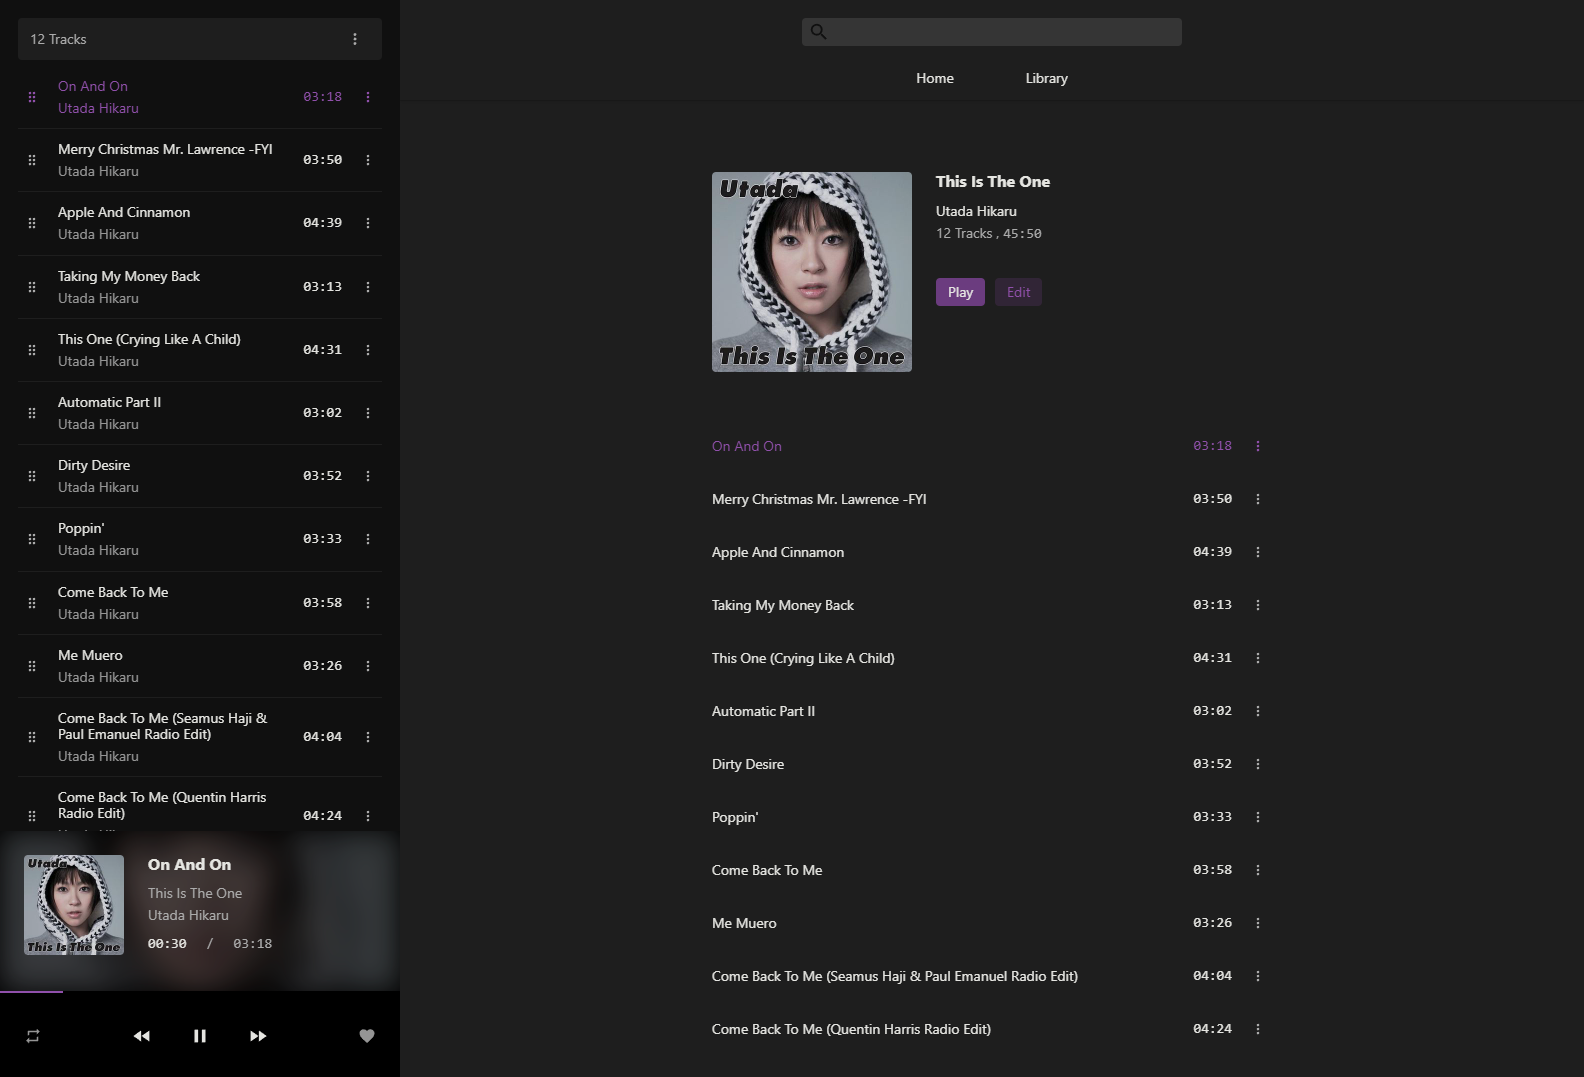 12 Tracks
On And On
03:18
Utada Hikaru
Merry Christmas Mr. Lawrence -FYI
03:50
Utada Hikaru
Apple And Cinnamon
04:39
Utada Hikaru
Taking My Money Back
03:13
Utada Hikaru
This One (Crying Like A Child)
04:31
Utada Hikaru
Automatic Part II
03:02
Utada Hikaru
Dirty Desire
03:52
Utada Hikaru
Poppin'
03:33
Utada Hikaru
Come Back To Me
03:58
Utada Hikaru
Me Muero
03:26
Utada Hikaru
Come Back To Me (Seamus Haji &
Paul Emanuel Radio Edit)
04:04
Utada Hikaru
Come Back To Me (Quentin Harris
Radio Edit)
04:24
Utada
This Is The One
On And On
This Is The One
Utada Hikaru
00:30 / 03:18
Home Library
Utada
This Is The One
This Is The One
Utada Hikaru
12 Tracks , 45:50
Play Edit
On And On 03:18
Merry Christmas Mr. Lawrence -FYI 03:50
Apple And Cinnamon 04:39
Taking My Money Back 03:13
This One (Crying Like A Child) 04:31
Automatic Part II 03:02
Dirty Desire 03:52
Poppin' 03:33
Come Back To Me 03:58
Me Muero 03:26
Come Back To Me (Seamus Haji & Paul Emanuel Radio Edit) 04:04
Come Back To Me (Quentin Harris Radio Edit) 04:24